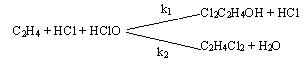 k₁
Cl₂C₂H₄OH + HCl
C₂H₄ + HCl + HClO
k₂
C₂H₄Cl₂ + H₂O